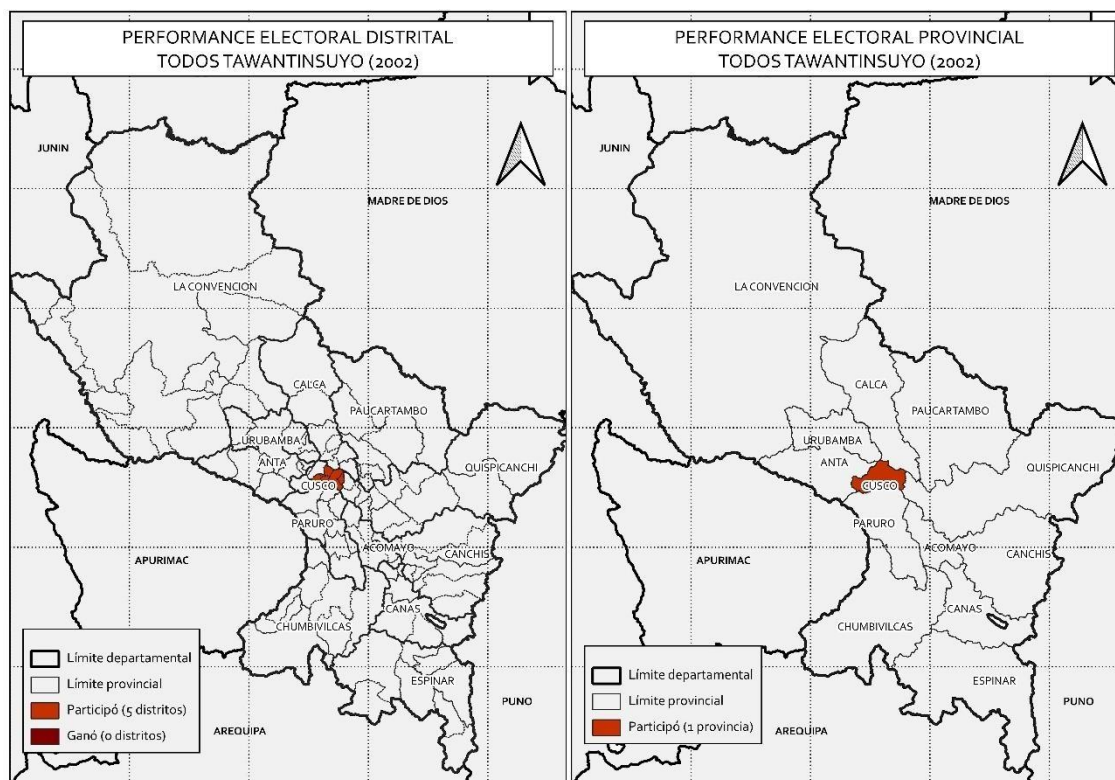 PERFORMANCE ELECTORAL DISTRITAL
TODOS TAWANTINSUYO (2002)
JUNIN
MADRE DE DIOS
LA CONVENCION
CALCA
PAUCARTAMBO
URUBAMBA
ANTA
QUISPICANCHI
CUSCO
PARURO
ACOMAYO
CANCHIS
APURIMAC
CANAS
CHUMBIVILCAS
ESPINAR
PUNO
AREQUIPA
Límite departamental
Límite provincial
Participó (5 distritos)
Ganó (0 distritos)
PERFORMANCE ELECTORAL PROVINCIAL
TODOS TAWANTINSUYO (2002)
JUNIN
MADRE DE DIOS
LA CONVENCION
CALCA
PAUCARTAMBO
URUBAMBA
ANTA
QUISPICANCHI
CUSCO
PARURO
ACOMAYO
CANCHIS
APURIMAC
CANAS
CHUMBIVILCAS
ESPINAR
PUNO
AREQUIPA
Límite departamental
Límite provincial
Participó (1 provincia)